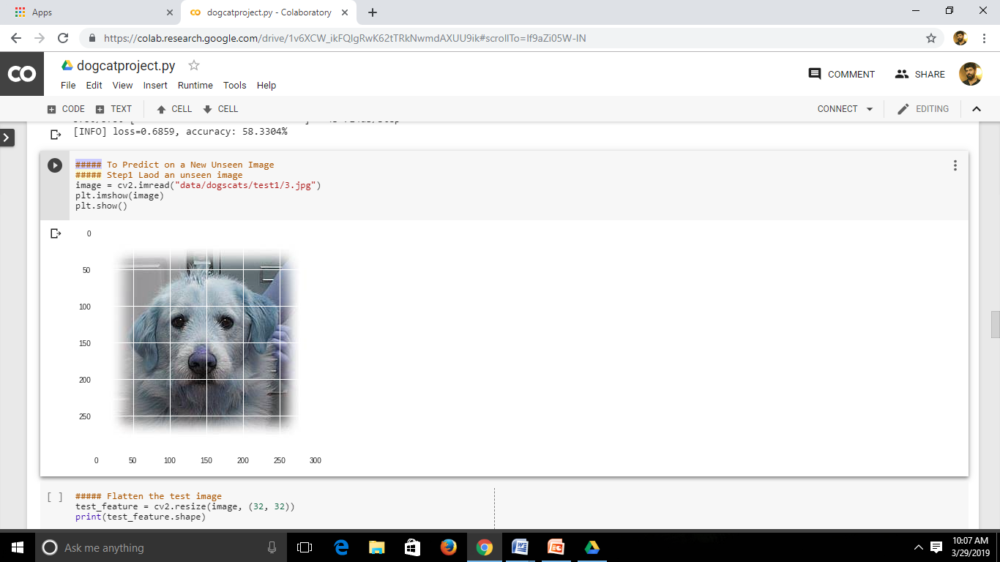 Apps
dogcatproject.py - Colaboratory
https://colab.research.google.com/drive/1v6XCW_ikFQlgRwK62tTRkNwmdAXUU9ik#scrollTo=If9aZi05W-IN
CO
dogcatproject.py
File Edit View Insert Runtime Tools Help
COMMENT
SHARE
CODE TEXT CELL CELL
CONNECT
EDITING
[INFO] loss=0.6859, accuracy: 58.3304%
##### To Predict on a New Unseen Image
##### Step1 Laod an unseen image
image = cv2.imread("data/dogscats/test1/3.jpg")
plt.imshow(image)
plt.show()
0
50
100
150
200
250
0 50 100 150 200 250 300
[ ]
##### Flatten the test image
test_feature = cv2.resize(image, (32, 32))
print(test_feature.shape)
Ask me anything
10:07 AM
3/29/2019